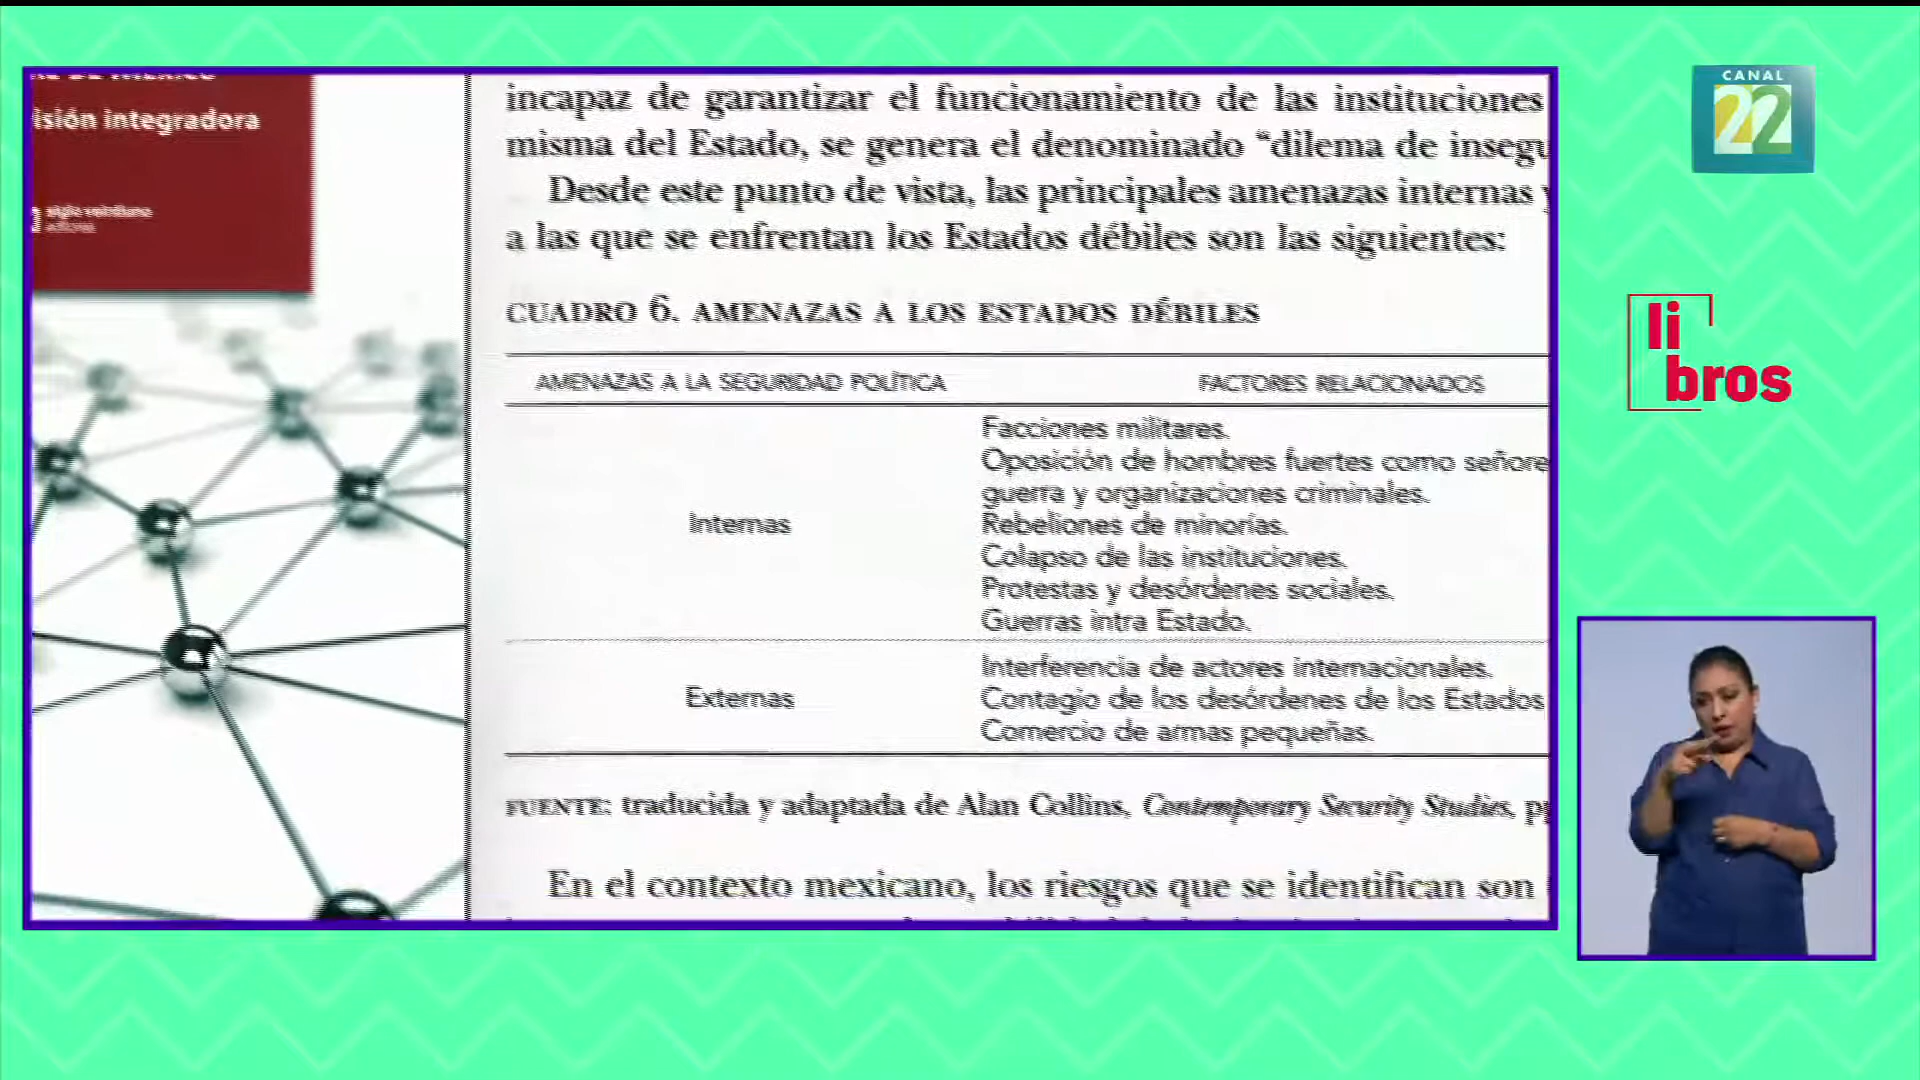 isión integradora
siglo veintiuno
editores
incapaz de garantizar el funcionamiento de las instituciones
misma del Estado, se genera el denominado “dilema de insegu
Desde este punto de vista, las principales amenazas internas y
a las que se enfrentan los Estados débiles son las siguientes:
CUADRO 6. AMENAZAS A LOS ESTADOS DÉBILES
AMENAZAS A LA SEGURIDAD POLÍTICA FACTORES RELACIONADOS
Facciones militares.
Oposición de hombres fuertes como señore
guerra y organizaciones criminales.
Internas Rebeliones de minorías.
Colapso de las instituciones.
Protestas y desórdenes sociales.
Guerras intra Estado.
Interferencia de actores internacionales.
Externas Contagio de los desórdenes de los Estados
Comercio de armas pequeñas.
FUENTE: traducida y adaptada de Alan Collins, Contemporary Security Studies, pp
En el contexto mexicano, los riesgos que se identifican son
CANAL
22
li
bros